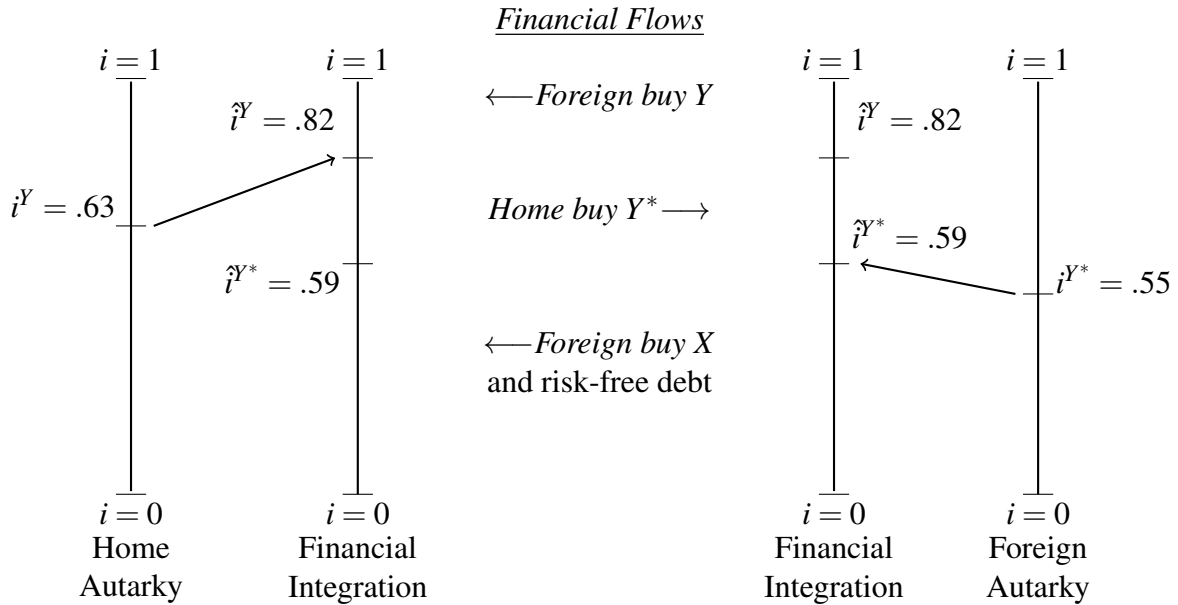 Financial Flows
i = 1
i = 1
i = 1
i = 1
←—Foreign buy Y
î^Y = .82
î^Y = .82
i^Y = .63
Home buy Y* —→
î^{Y*} = .59
î^{Y*} = .59
i^{Y*} = .55
←—Foreign buy X
and risk-free debt
i = 0
i = 0
i = 0
i = 0
Home
Autarky
Financial
Integration
Financial
Integration
Foreign
Autarky